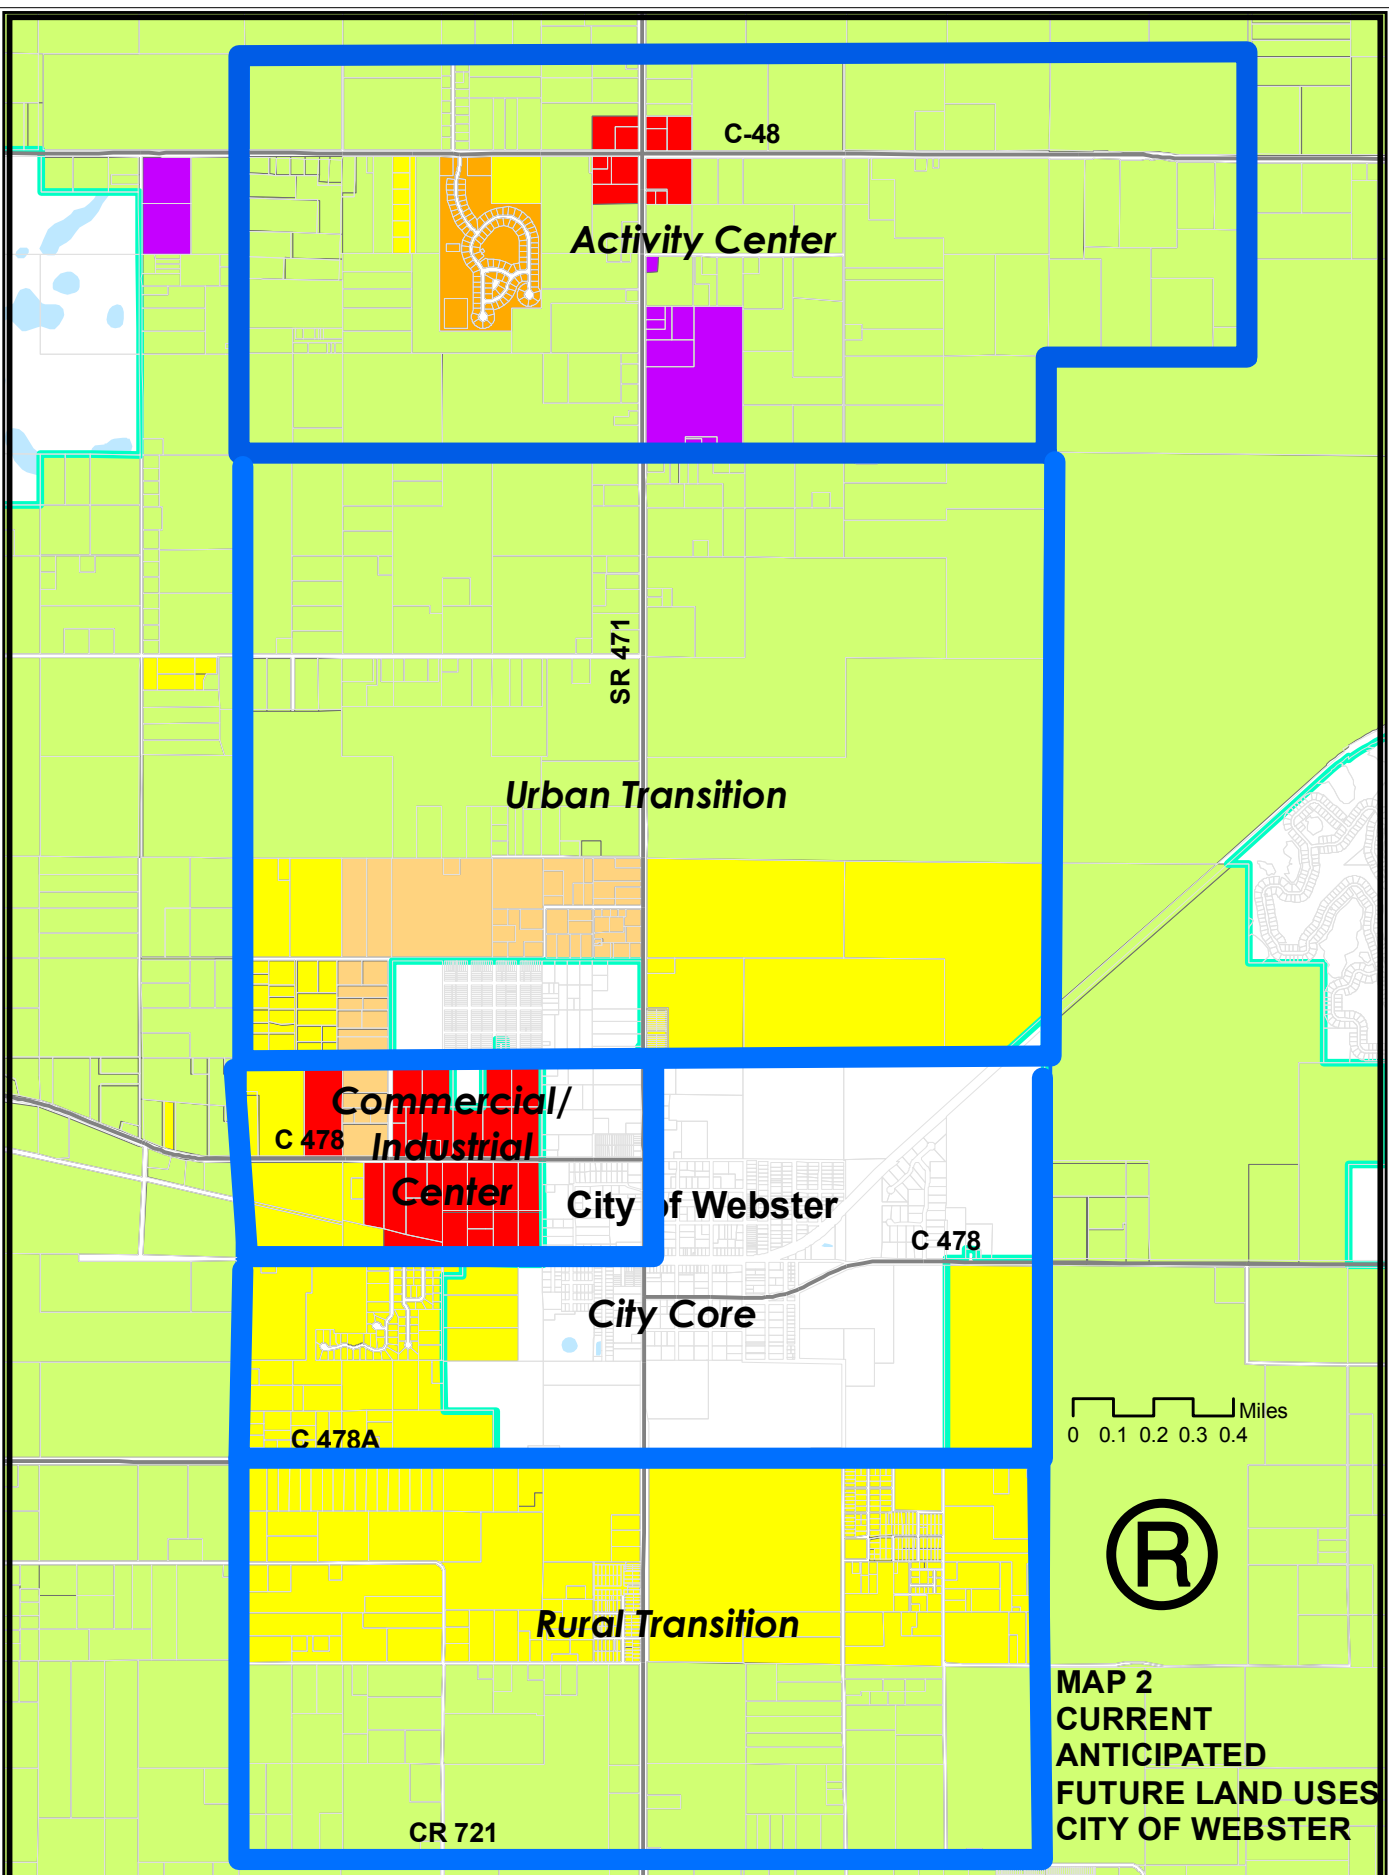 C-48
Activity Center
SR 471
Urban Transition
Commercial/
Industrial
Center
C 478
City of Webster
C 478
City Core
C 478A
Miles
0 0.1 0.2 0.3 0.4
R
Rural Transition
MAP 2
CURRENT
ANTICIPATED
FUTURE LAND USES
CITY OF WEBSTER
CR 721